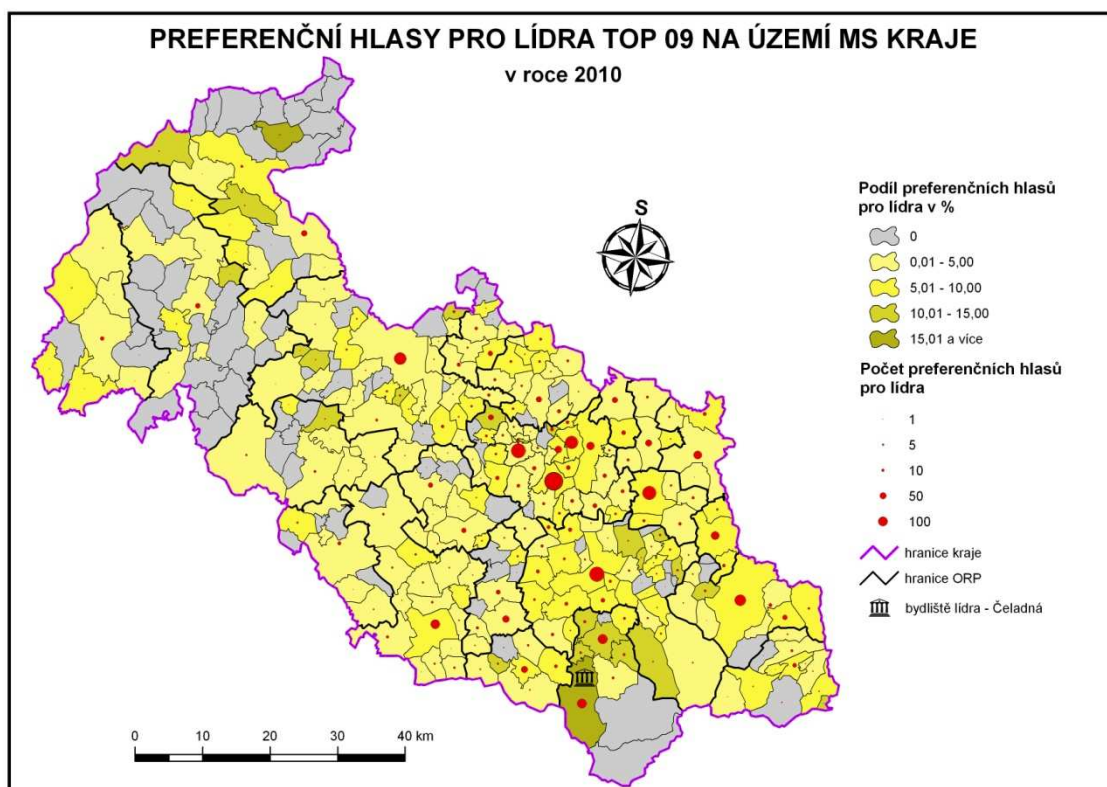 PREFERENČNÍ HLASY PRO LÍDRA TOP 09 NA ÚZEMÍ MS KRAJE
v roce 2010
S
Podíl preferenčních hlasů
pro lídra v %
0
0,01 - 5,00
5,01 - 10,00
10,01 - 15,00
15,01 a více
Počet preferenčních hlasů
pro lídra
1
5
10
50
100
hranice kraje
hranice ORP
bydliště lídra - Čeladná
0 10 20 30 40 km